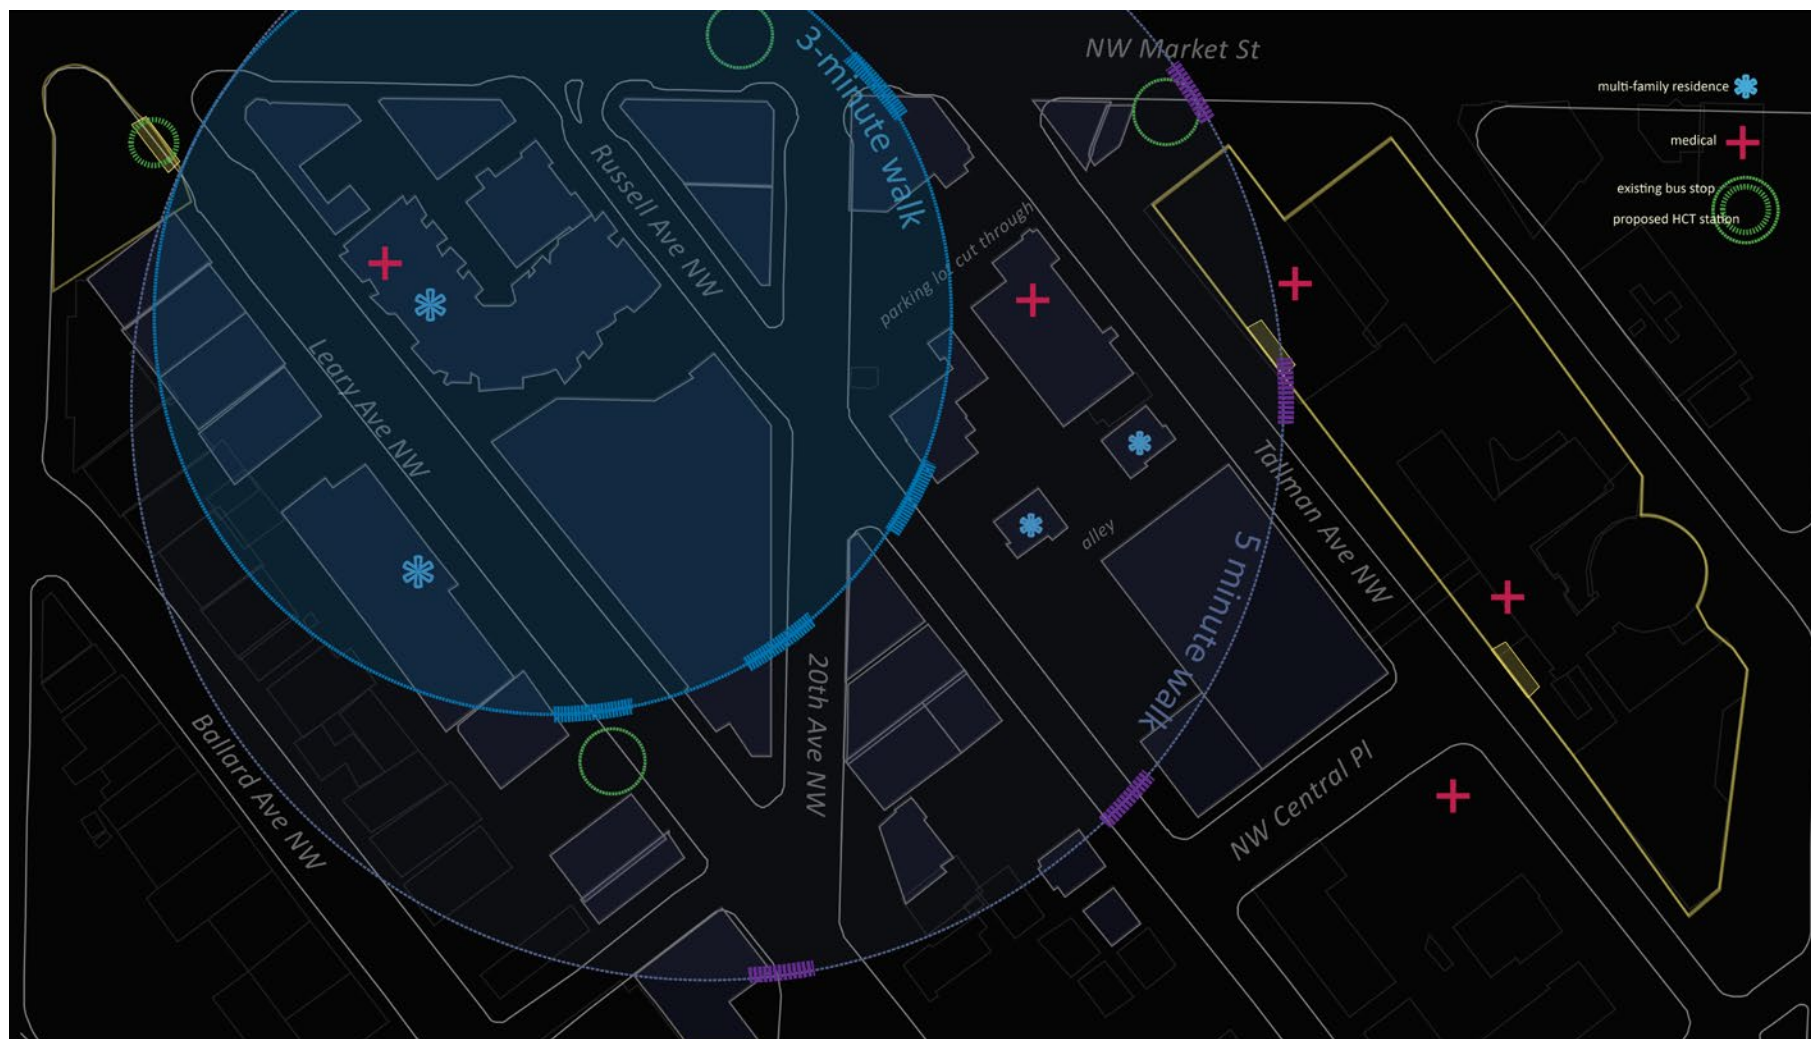 NW Market St
3-minute walk
multi-family residence
medical
existing bus stop
proposed HCT station
Russell Ave NW
parking lot cut through
Leary Ave NW
Tallman Ave NW
alley
5 minute walk
20th Ave NW
Ballard Ave NW
NW Central Pl